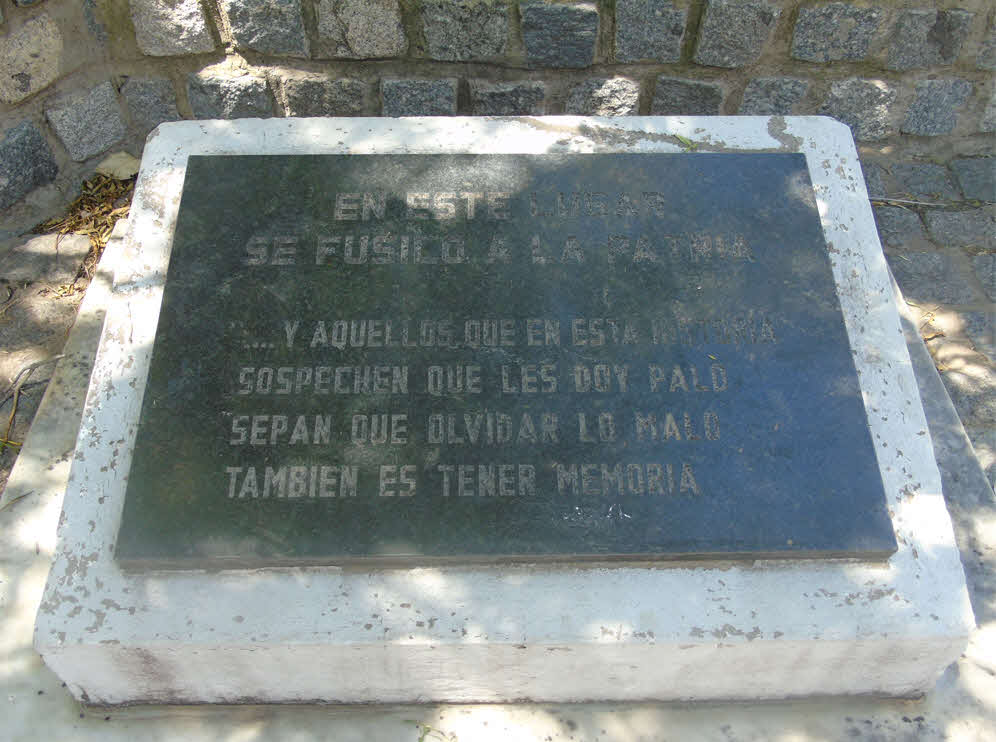 EN ESTE LUGAR
SE FUSILO A LA PATRIA
".... Y AQUELLOS QUE EN ESTA HISTORIA
SOSPECHEN QUE LES DOY PALO
SEPAN QUE OLVIDAR LO MALO
TAMBIEN ES TENER MEMORIA